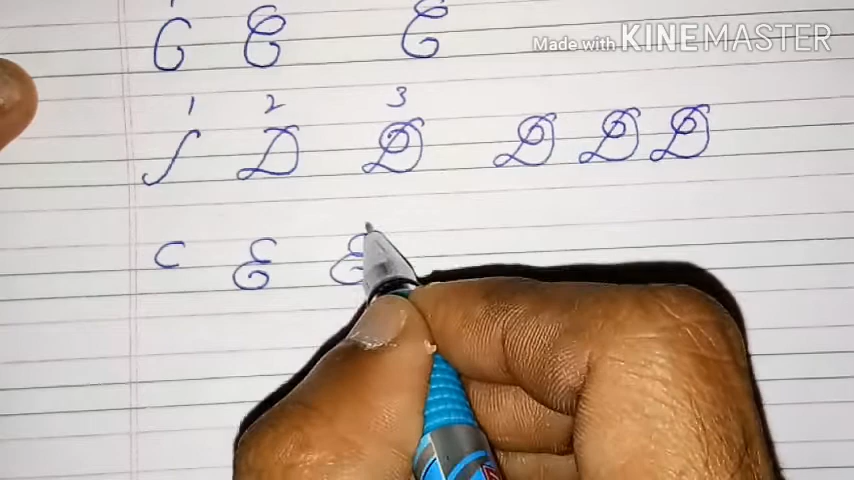 Made with KINEMASTER
C C C
1 2 3
D D D D D
C E E